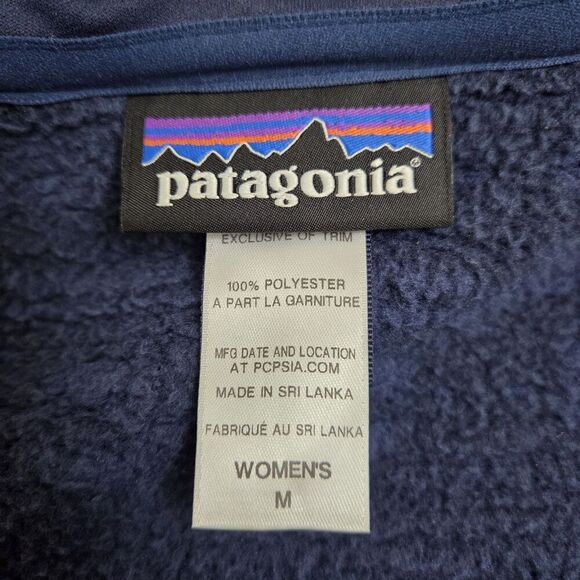 patagonia®
EXCLUSIVE OF TRIM
100% POLYESTER
A PART LA GARNITURE
MFG DATE AND LOCATION
AT PCPSIA.COM
MADE IN SRI LANKA
FABRIQUÉ AU SRI LANKA
WOMEN'S
M